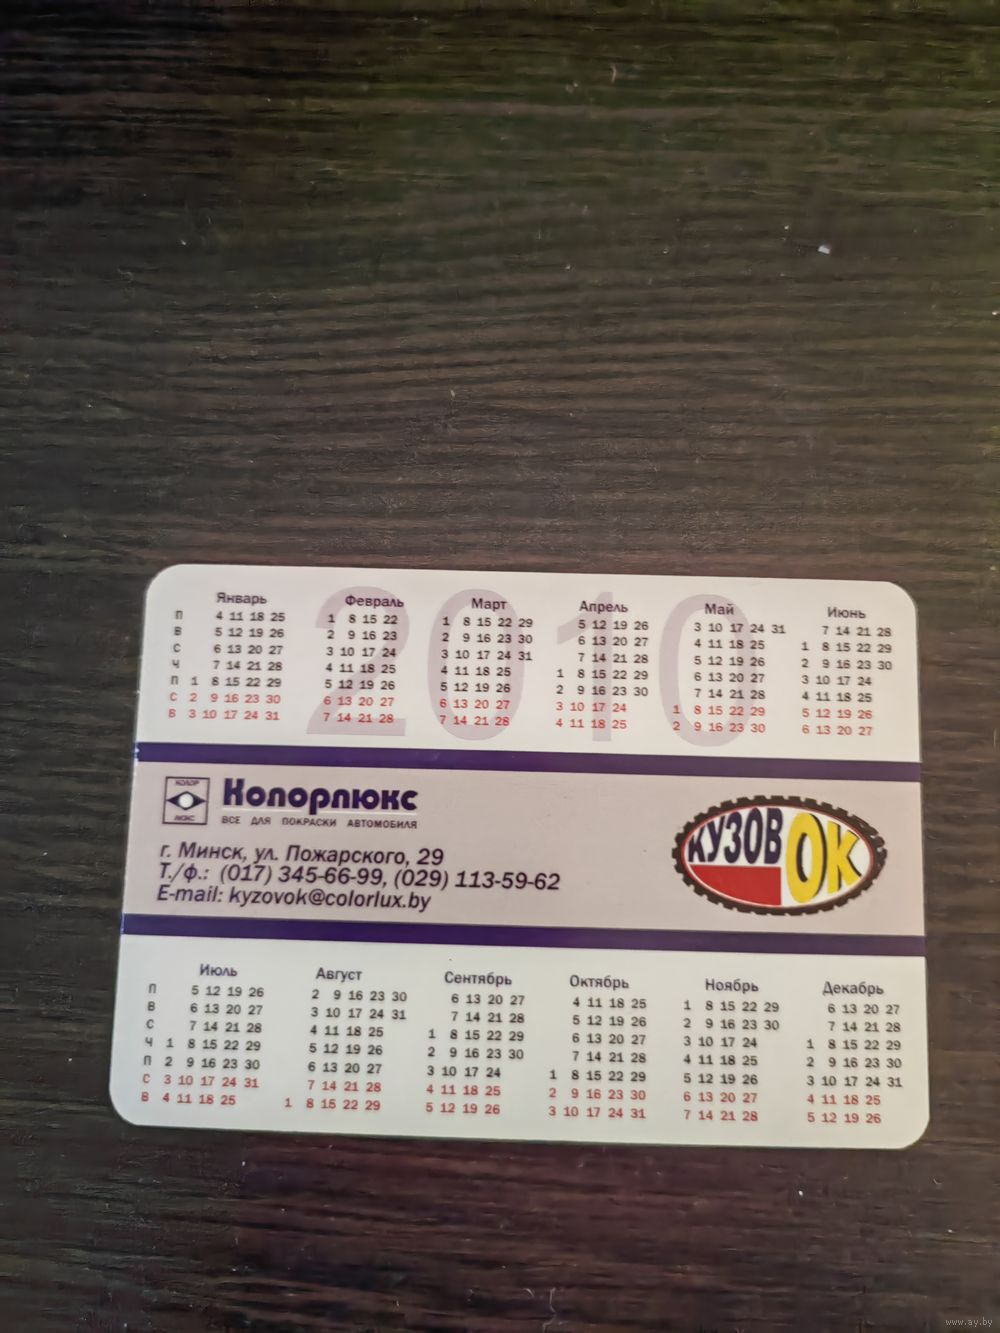 2010
Январь Февраль Март Апрель Май Июнь
П 4 11 18 25 1 8 15 22 1 8 15 22 29 5 12 19 26 3 10 17 24 31 7 14 21 28
В 5 12 19 26 2 9 16 23 2 9 16 23 30 6 13 20 27 4 11 18 25 1 8 15 22 29
С 6 13 20 27 3 10 17 24 3 10 17 24 31 7 14 21 28 5 12 19 26 2 9 16 23 30
Ч 7 14 21 28 4 11 18 25 4 11 18 25 1 8 15 22 29 6 13 20 27 3 10 17 24
П 1 8 15 22 29 5 12 19 26 5 12 19 26 2 9 16 23 30 7 14 21 28 4 11 18 25
С 2 9 16 23 30 6 13 20 27 6 13 20 27 3 10 17 24 1 8 15 22 29 5 12 19 26
В 3 10 17 24 31 7 14 21 28 7 14 21 28 4 11 18 25 2 9 16 23 30 6 13 20 27
КОЛОР
ЛЮКС
Колорлюкс
ВСЕ ДЛЯ ПОКРАСКИ АВТОМОБИЛЯ
г. Минск, ул. Пожарского, 29
Т./ф.: (017) 345-66-99, (029) 113-59-62
E-mail: kyzovok@colorlux.by
КУЗОВ ОК
Июль Август Сентябрь Октябрь Ноябрь Декабрь
П 5 12 19 26 2 9 16 23 30 6 13 20 27 4 11 18 25 1 8 15 22 29 6 13 20 27
В 6 13 20 27 3 10 17 24 31 7 14 21 28 5 12 19 26 2 9 16 23 30 7 14 21 28
С 7 14 21 28 4 11 18 25 1 8 15 22 29 6 13 20 27 3 10 17 24 1 8 15 22 29
Ч 1 8 15 22 29 5 12 19 26 2 9 16 23 30 7 14 21 28 4 11 18 25 2 9 16 23 30
П 2 9 16 23 30 6 13 20 27 3 10 17 24 1 8 15 22 29 5 12 19 26 3 10 17 24 31
С 3 10 17 24 31 7 14 21 28 4 11 18 25 2 9 16 23 30 6 13 20 27 4 11 18 25
В 4 11 18 25 1 8 15 22 29 5 12 19 26 3 10 17 24 31 7 14 21 28 5 12 19 26
www.ay.by